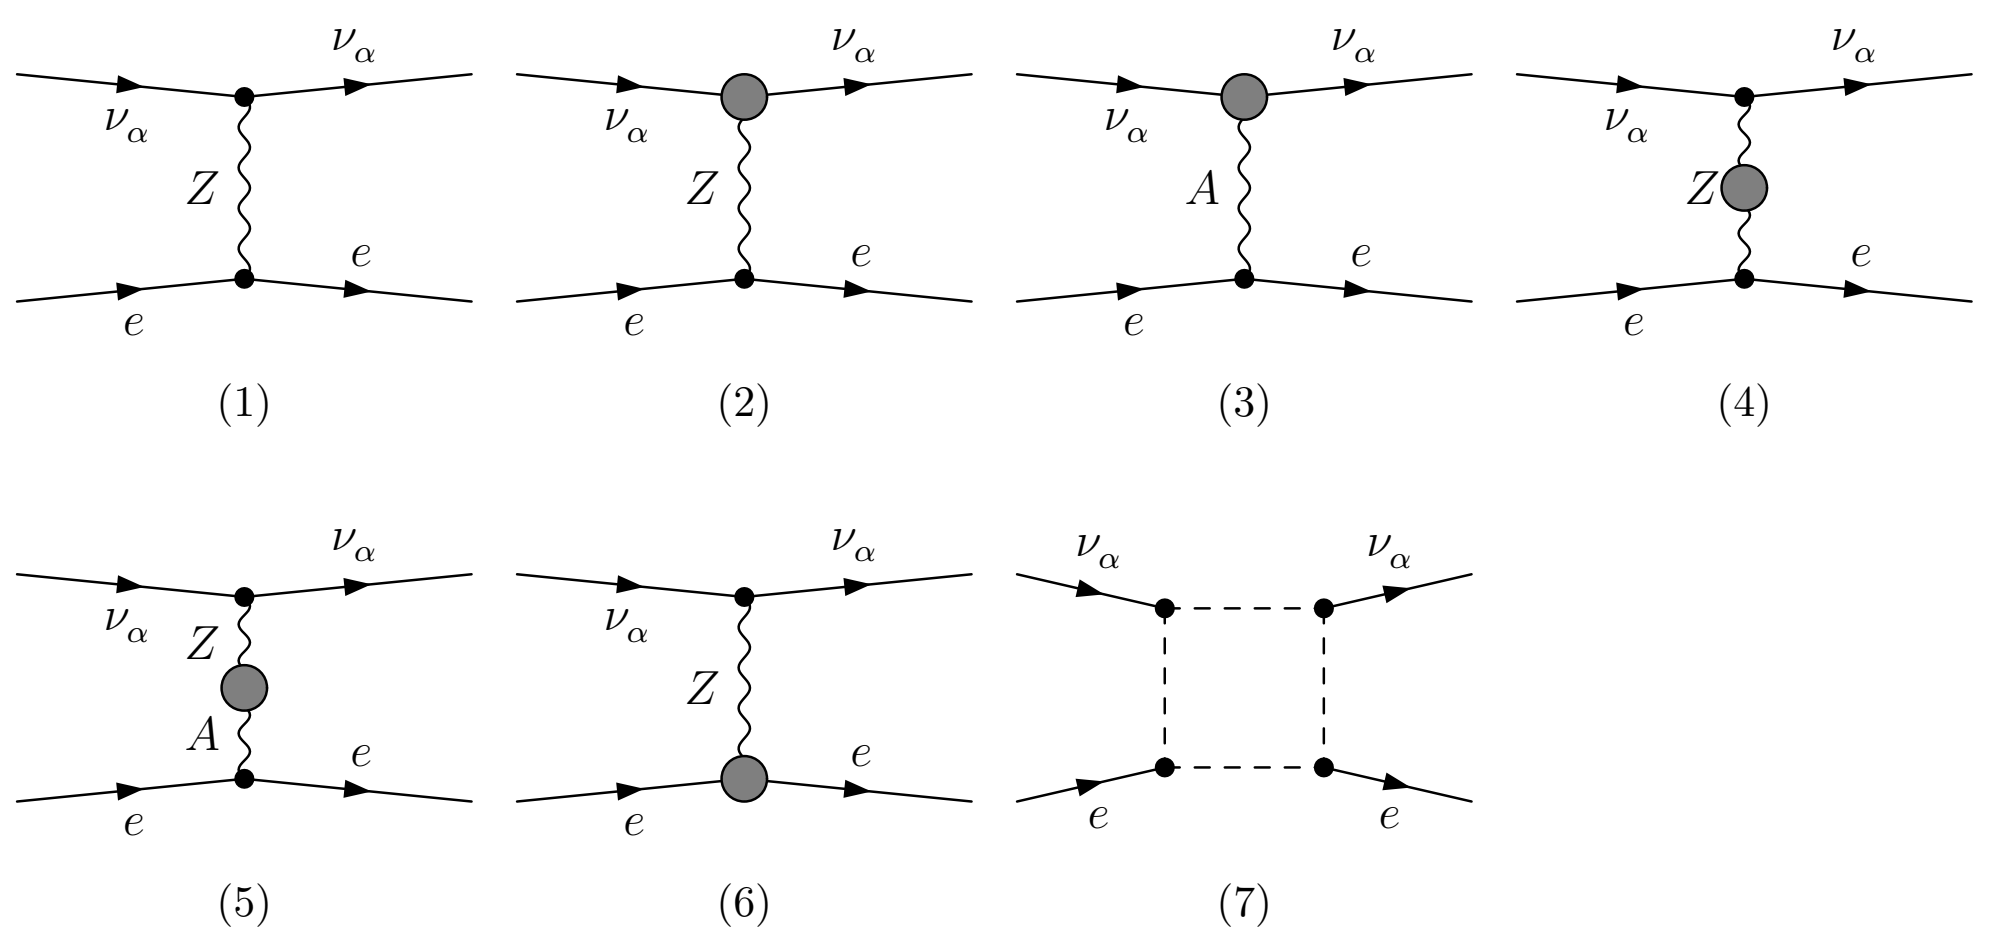 ν_α ν_α ν_α ν_α
ν_α ν_α ν_α ν_α
Z Z A Z
e e e e
e e e e
(1) (2) (3) (4)
ν_α ν_α ν_α ν_α
ν_α ν_α
Z
Z
A
e e
e e e e
(5) (6) (7)